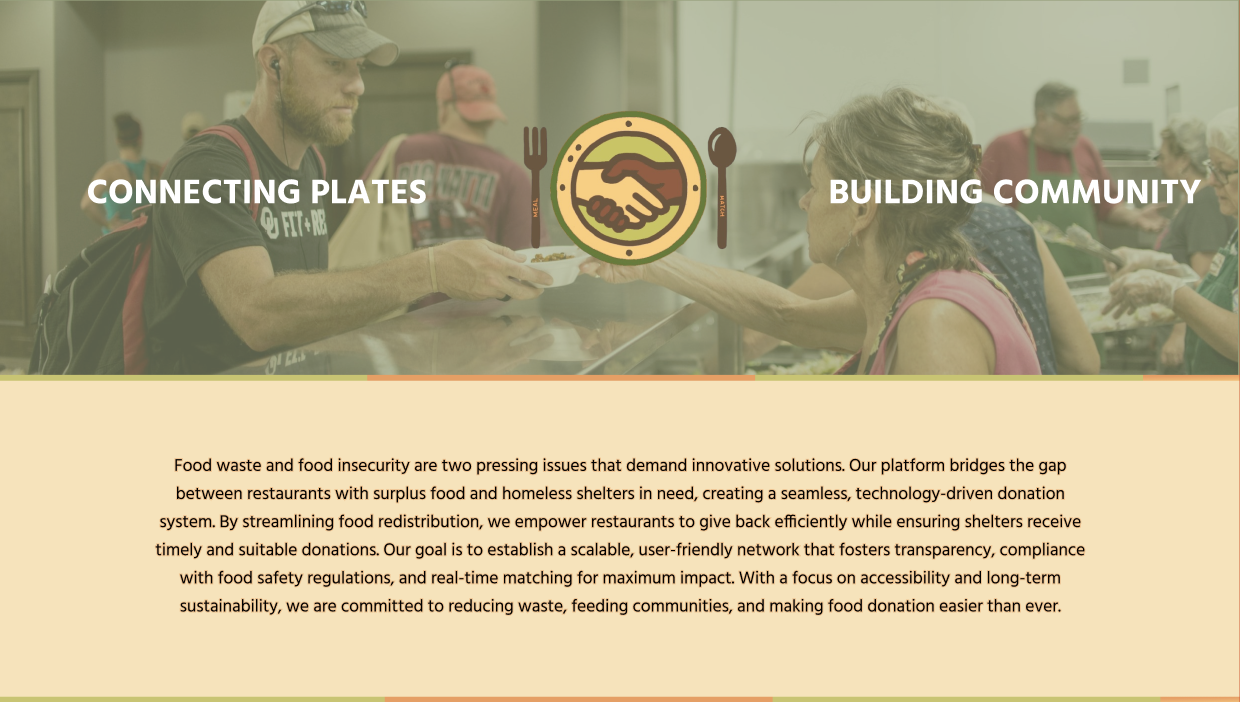 CONNECTING PLATES
BUILDING COMMUNITY
MEAL
MATCH
FIT+RE
Food waste and food insecurity are two pressing issues that demand innovative solutions. Our platform bridges the gap
between restaurants with surplus food and homeless shelters in need, creating a seamless, technology-driven donation
system. By streamlining food redistribution, we empower restaurants to give back efficiently while ensuring shelters receive
timely and suitable donations. Our goal is to establish a scalable, user-friendly network that fosters transparency, compliance
with food safety regulations, and real-time matching for maximum impact. With a focus on accessibility and long-term
sustainability, we are committed to reducing waste, feeding communities, and making food donation easier than ever.